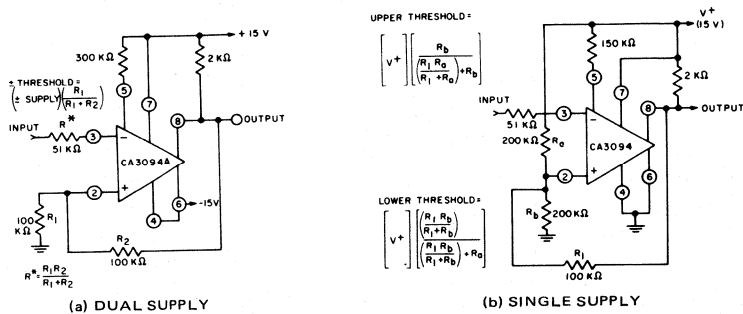 +15 V
300 KΩ
2 KΩ
± THRESHOLD =
(± SUPPLY)(R1/(R1+R2))
5
7
INPUT
R*
3
8
OUTPUT
51 KΩ
−
CA3094A
2
+
6
-15V
4
100 KΩ
R1
R2
100 KΩ
R* = R1R2/(R1+R2)
(a) DUAL SUPPLY
UPPER THRESHOLD =
[V+] [Rb/((R1 Ra/(R1+Ra))+Rb)]
V+
(15 V)
150 KΩ
2 KΩ
5
7
INPUT
3
8
OUTPUT
51 KΩ
−
200KΩ
Ra
CA3094
2
+
6
4
LOWER THRESHOLD =
[V+] [(R1 Rb/(R1+Rb))/((R1 Rb/(R1+Rb))+Ra)]
Rb
200KΩ
R1
100 KΩ
(b) SINGLE SUPPLY